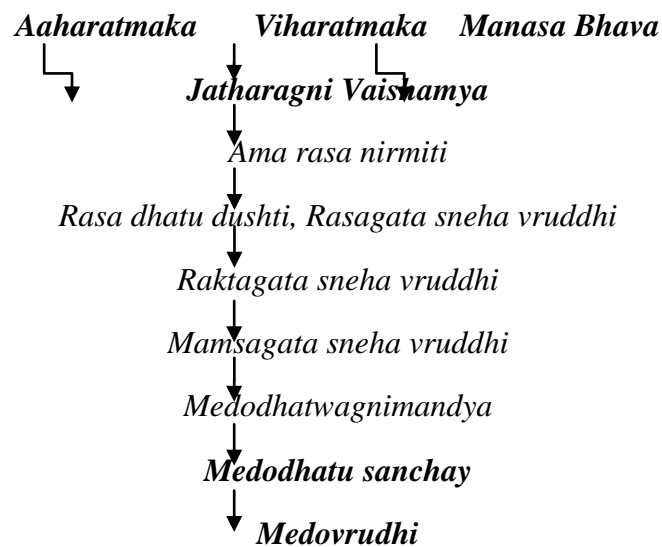 Aaharatmaka Viharatmaka Manasa Bhava
Jatharagni Vaishamya
Ama rasa nirmiti
Rasa dhatu dushti, Rasagata sneha vruddhi
Raktagata sneha vruddhi
Mamsagata sneha vruddhi
Medodhatwagnimandya
Medodhatu sanchay
Medovrudhi